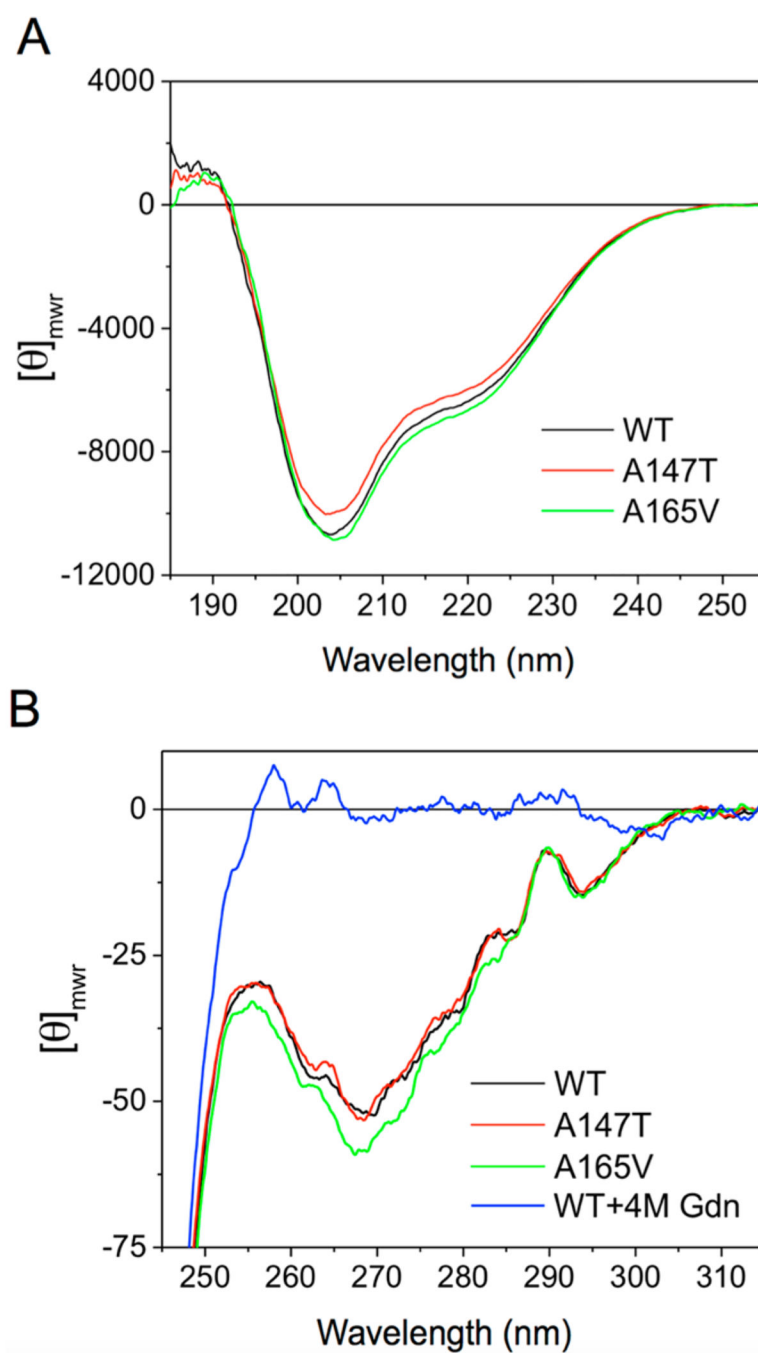 A
4000
0
-4000
-8000
-12000
[θ]mwr
WT
A147T
A165V
190 200 210 220 230 240 250
Wavelength (nm)
B
0
-25
-50
-75
[θ]mwr
WT
A147T
A165V
WT+4M Gdn
250 260 270 280 290 300 310
Wavelength (nm)